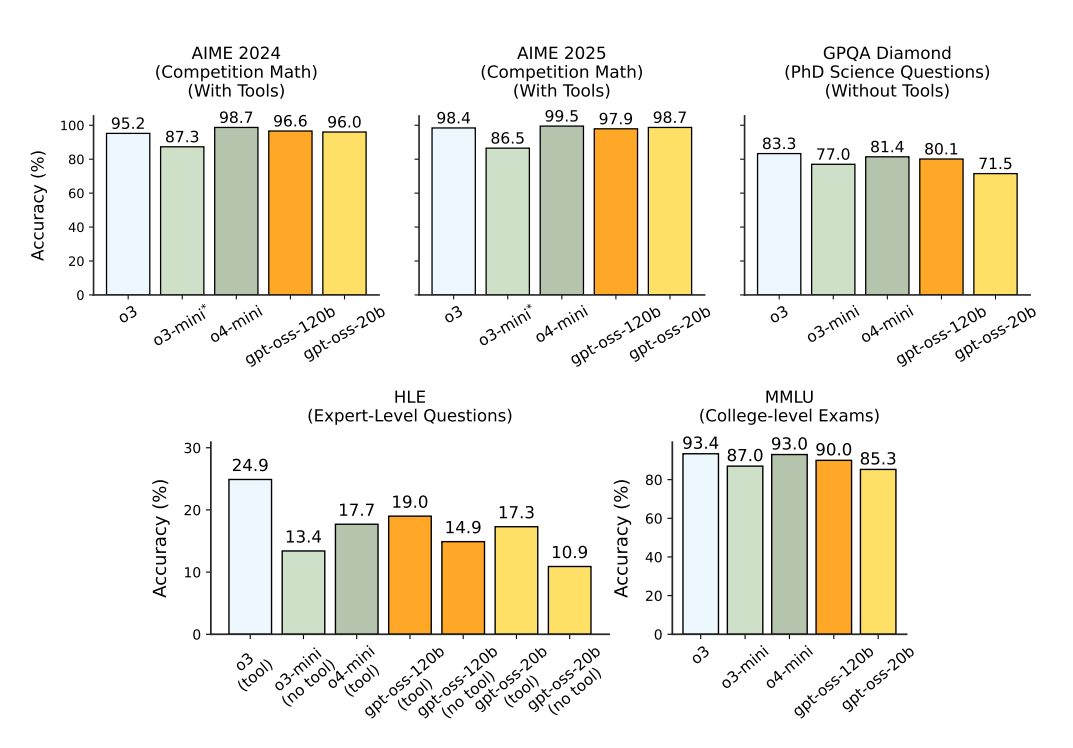 AIME 2024
(Competition Math)
(With Tools)
AIME 2025
(Competition Math)
(With Tools)
GPQA Diamond
(PhD Science Questions)
(Without Tools)
Accuracy (%)
100
80
60
40
20
0
95.2
87.3
98.7
96.6
96.0
o3
o3-mini*
o4-mini
gpt-oss-120b
gpt-oss-20b
98.4
86.5
99.5
97.9
98.7
o3
o3-mini*
o4-mini
gpt-oss-120b
gpt-oss-20b
83.3
77.0
81.4
80.1
71.5
o3
o3-mini
o4-mini
gpt-oss-120b
gpt-oss-20b
HLE
(Expert-Level Questions)
Accuracy (%)
30
20
10
0
24.9
13.4
17.7
19.0
14.9
17.3
10.9
o3
(tool)
o3-mini
(no tool)
o4-mini
(tool)
gpt-oss-120b
(tool)
gpt-oss-120b
(no tool)
gpt-oss-20b
(tool)
gpt-oss-20b
(no tool)
MMLU
(College-level Exams)
Accuracy (%)
80
60
40
20
0
93.4
87.0
93.0
90.0
85.3
o3
o3-mini
o4-mini
gpt-oss-120b
gpt-oss-20b